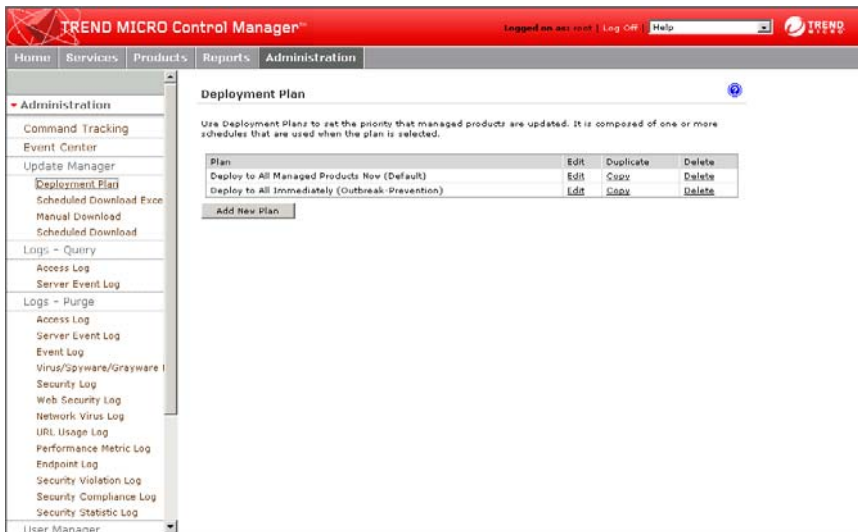 TREND MICRO Control Manager™
Logged on as: root | Log Off | Help
TREND MICRO
Home Services Products Reports Administration
Administration
Command Tracking
Event Center
Update Manager
Deployment Plan
Scheduled Download Exce
Manual Download
Scheduled Download
Logs - Query
Access Log
Server Event Log
Logs - Purge
Access Log
Server Event Log
Event Log
Virus/Spyware/Grayware
Security Log
Web Security Log
Network Virus Log
URL Usage Log
Performance Metric Log
Endpoint Log
Security Violation Log
Security Compliance Log
Security Statistic Log
User Manager
Deployment Plan
Use Deployment Plans to set the priority that managed products are updated. It is composed of one or more
schedules that are used when the plan is selected.
Plan Edit Duplicate Delete
Deploy to All Managed Products Now (Default) Edit Copy Delete
Deploy to All Immediately (Outbreak-Prevention) Edit Copy Delete
Add New Plan